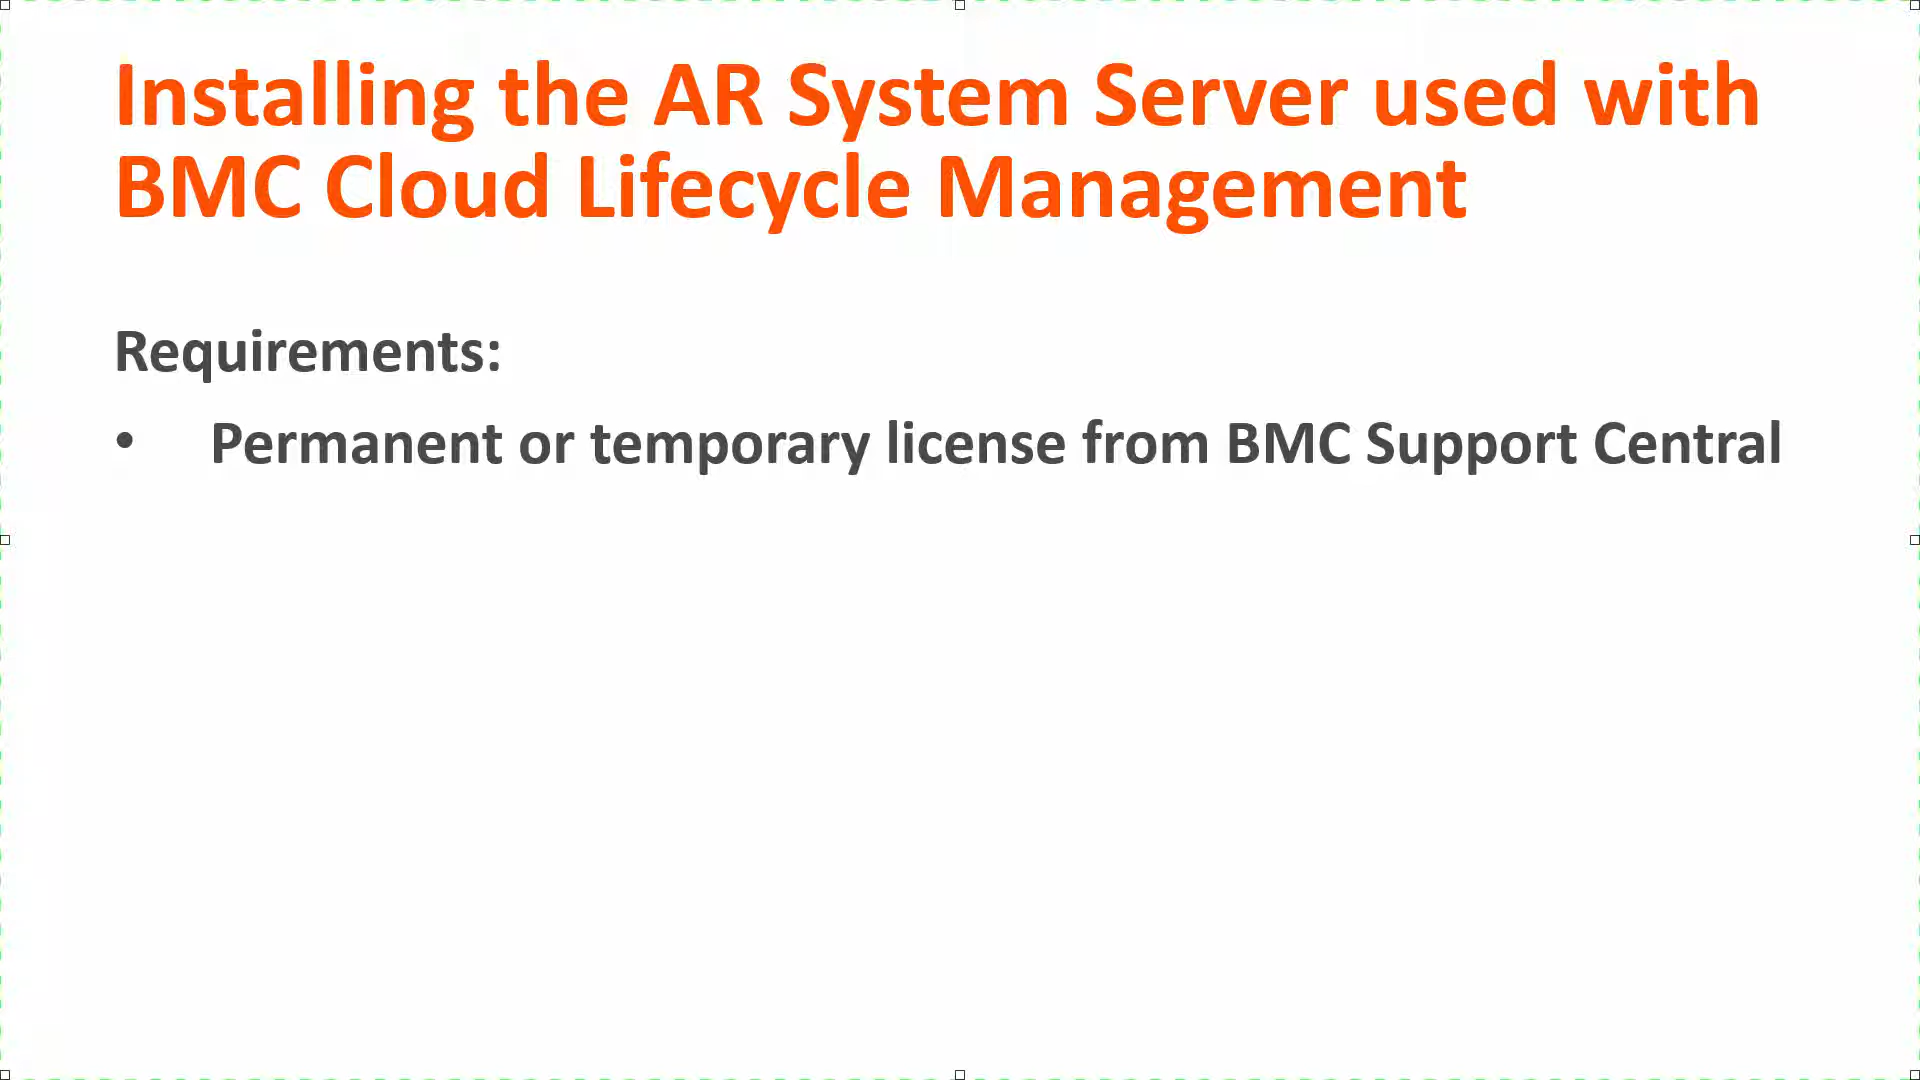 Installing the AR System Server used with
BMC Cloud Lifecycle Management
Requirements:
• Permanent or temporary license from BMC Support Central